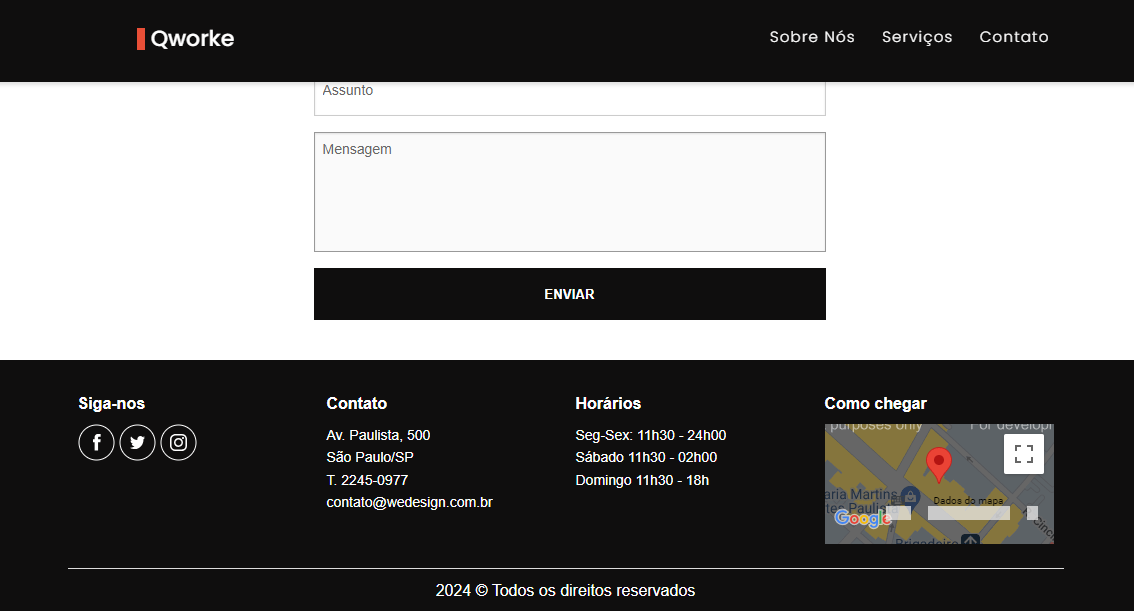 Qworke
Sobre Nós Serviços Contato
Assunto
Mensagem
ENVIAR
Siga-nos
Contato
Av. Paulista, 500
São Paulo/SP
T. 2245-0977
contato@wedesign.com.br
Horários
Seg-Sex: 11h30 - 24h00
Sábado 11h30 - 02h00
Domingo 11h30 - 18h
Como chegar
purposes only For developm
aria Martins
tes Paulista
Dados do mapa
Google
Brigadeiro
2024 © Todos os direitos reservados